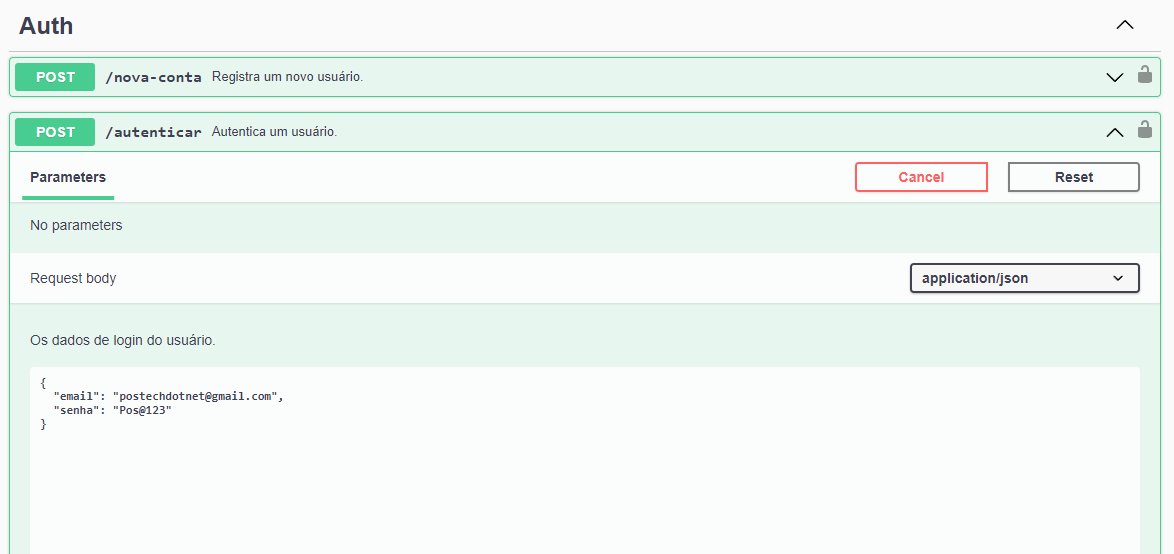 Auth
POST /nova-conta Registra um novo usuário.
POST /autenticar Autentica um usuário.
Parameters Cancel Reset
No parameters
Request body application/json
Os dados de login do usuário.
{
"email": "postechdotnet@gmail.com",
"senha": "Pos@123"
}